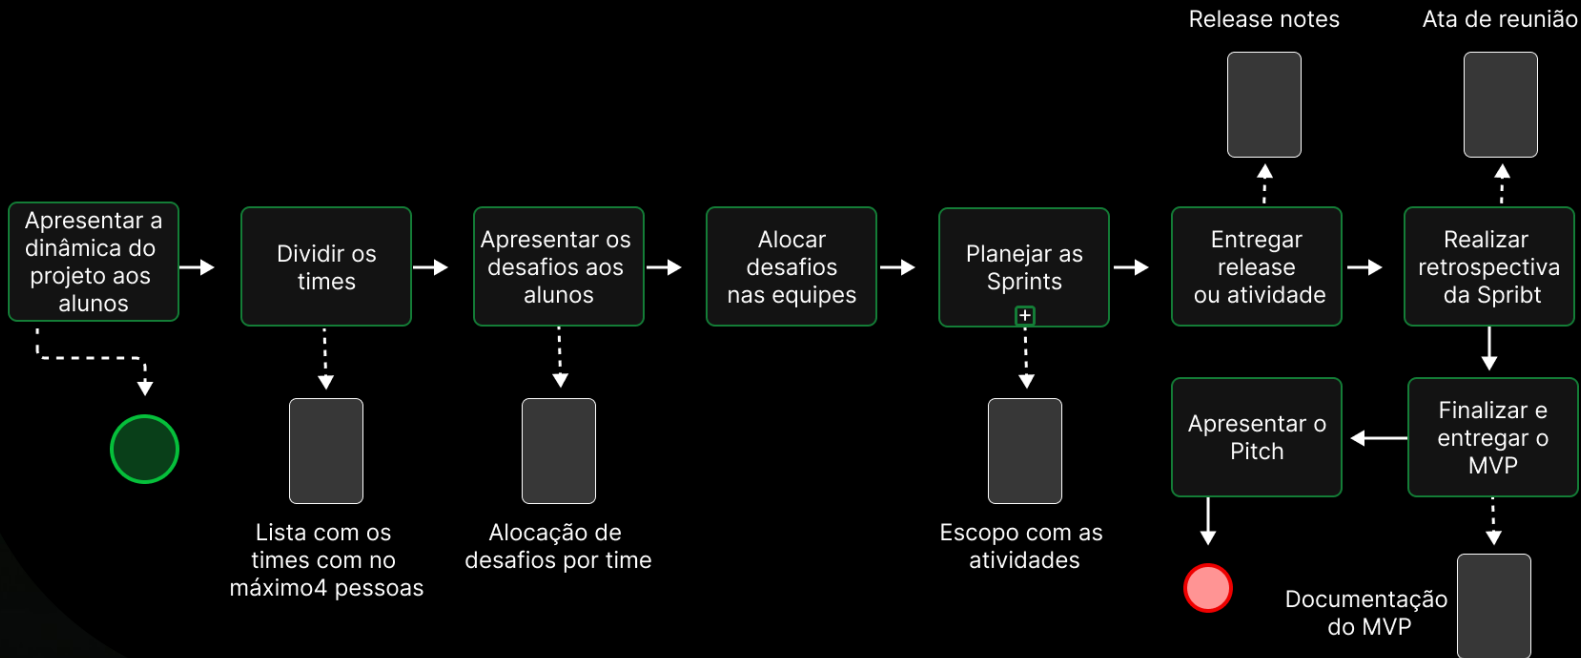 Release notes
Ata de reunião
Apresentar a
dinâmica do
projeto aos
alunos
Dividir os
times
Apresentar os
desafios aos
alunos
Alocar
desafios
nas equipes
Planejar as
Sprints
Entregar
release
ou atividade
Realizar
retrospectiva
da Spribt
Apresentar o
Pitch
Finalizar e
entregar o
MVP
Lista com os
times com no
máximo4 pessoas
Alocação de
desafios por time
Escopo com as
atividades
Documentação
do MVP